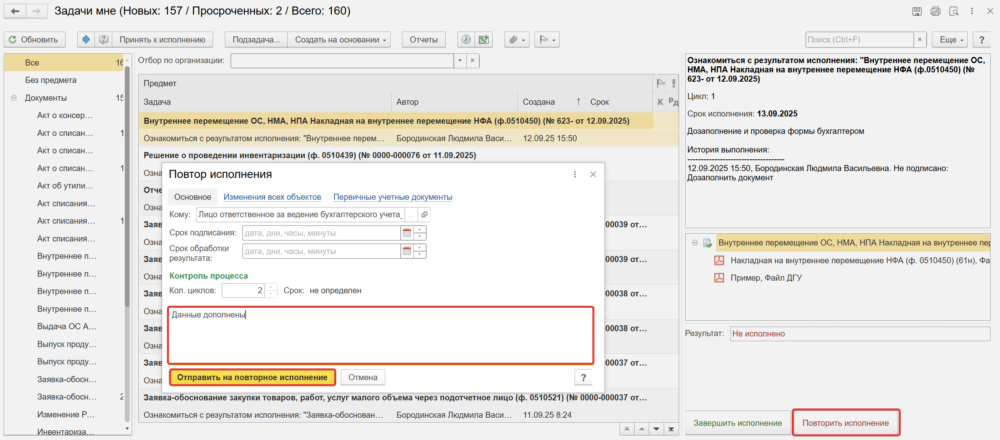 Задачи мне (Новых: 157 / Просроченных: 2 / Всего: 160)
Обновить
Принять к исполнению
Подзадача...
Создать на основании
Отчеты
Поиск (Ctrl+F)
×
Еще
?
Все 16
Без предмета
Документы 15
Акт о консер...
Акт о списан... 1
Акт о списан...
Акт о списан... 1
Акт об утили...
Акт списания...
Акт списания... 1
Акт списания...
Внутреннее п...
Внутреннее п...
Внутреннее п...
Внутреннее п...
Выдача ОС А...
Выпуск проду...
Выпуск проду...
Заявка-обосн...
Заявка-обосн... 2
Изменение Р...
Инвентариза...
Отбор по организации:
×
Предмет
Задача Автор Создана ↑ Срок К РД
Внутреннее перемещение ОС, НМА, НПА Накладная на внутреннее перемещение НФА (ф.0510450) (№ 623- от 12.09.2025)
Ознакомиться с результатом исполнения: "Внутреннее перем... Бородинская Людмила Васи... 12.09.25 15:50
Решение о проведении инвентаризации (ф. 0510439) (№ 0000-000076 от 11.09.2025)
Озна
Отче
Озна
Заяв 00039 от...
Озна
Заяв 00039 от...
Озна
Заяв 00038 от...
Озна
Заяв 00038 от...
Озна
Заяв 00037 от...
Озна
Заявка-обоснование закупки товаров, работ, услуг малого объема через подотчетное лицо (ф. 0510521) (№ 0000-000037 от...
Ознакомиться с результатом исполнения: "Заявка-обоснован... Бородинская Людмила Васи... 11.09.25 8:24
Повтор исполнения
Основное Изменения всех объектов Первичные учетные документы
Кому: Лицо ответственное за ведение бухгалтерского учета_ ...
Срок подписания: дата, дни, часы, минуты
Срок обработки
результата: дата, дни, часы, минуты
Контроль процесса
Кол. циклов: 2 Срок: не определен
Данные дополнены
Отправить на повторное исполнение
Отмена
?
Ознакомиться с результатом исполнения: "Внутреннее перемещение ОС,
НМА, НПА Накладная на внутреннее перемещение НФА (ф.0510450) (№
623- от 12.09.2025)
Цикл: 1
Срок исполнения: 13.09.2025
Дозаполнение и проверка формы бухгалтером
История выполнения:
------------------------------------
12.09.2025 15:50, Бородинская Людмила Васильевна. Не подписано:
Дозаполнить документ
Внутреннее перемещение ОС, НМА, НПА Накладная на внутреннее пер
Накладная на внутреннее перемещение НФА (ф. 0510450) (61н), Фа
Пример, Файл ДГУ
Результат: Не исполнено
Завершить исполнение
Повторить исполнение